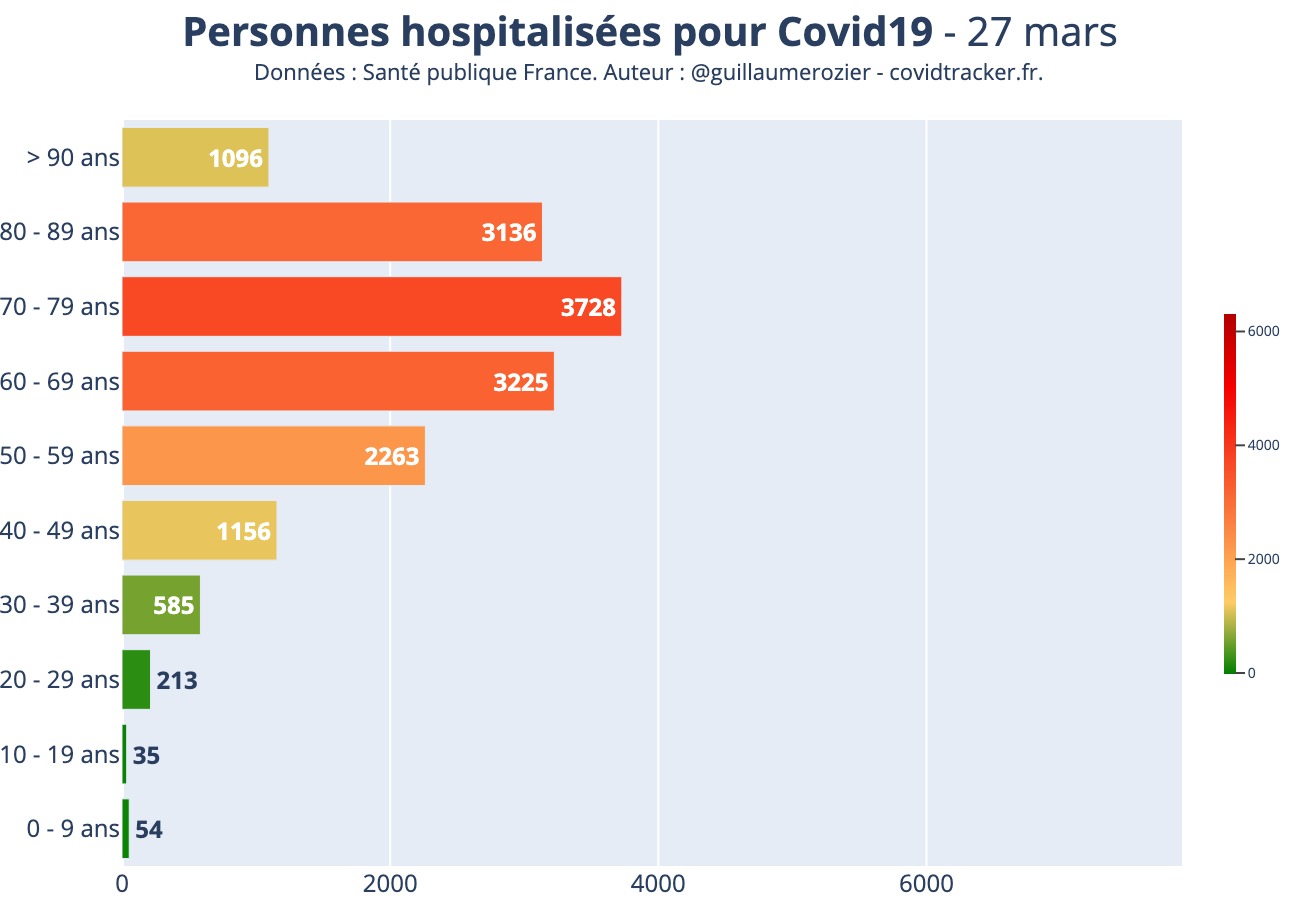 Personnes hospitalisées pour Covid19 - 27 mars
Données : Santé publique France. Auteur : @guillaumerozier - covidtracker.fr.
> 90 ans 1096
80 - 89 ans 3136
70 - 79 ans 3728
60 - 69 ans 3225
50 - 59 ans 2263
40 - 49 ans 1156
30 - 39 ans 585
20 - 29 ans 213
10 - 19 ans 35
0 - 9 ans 54
0 2000 4000 6000
6000
4000
2000
0